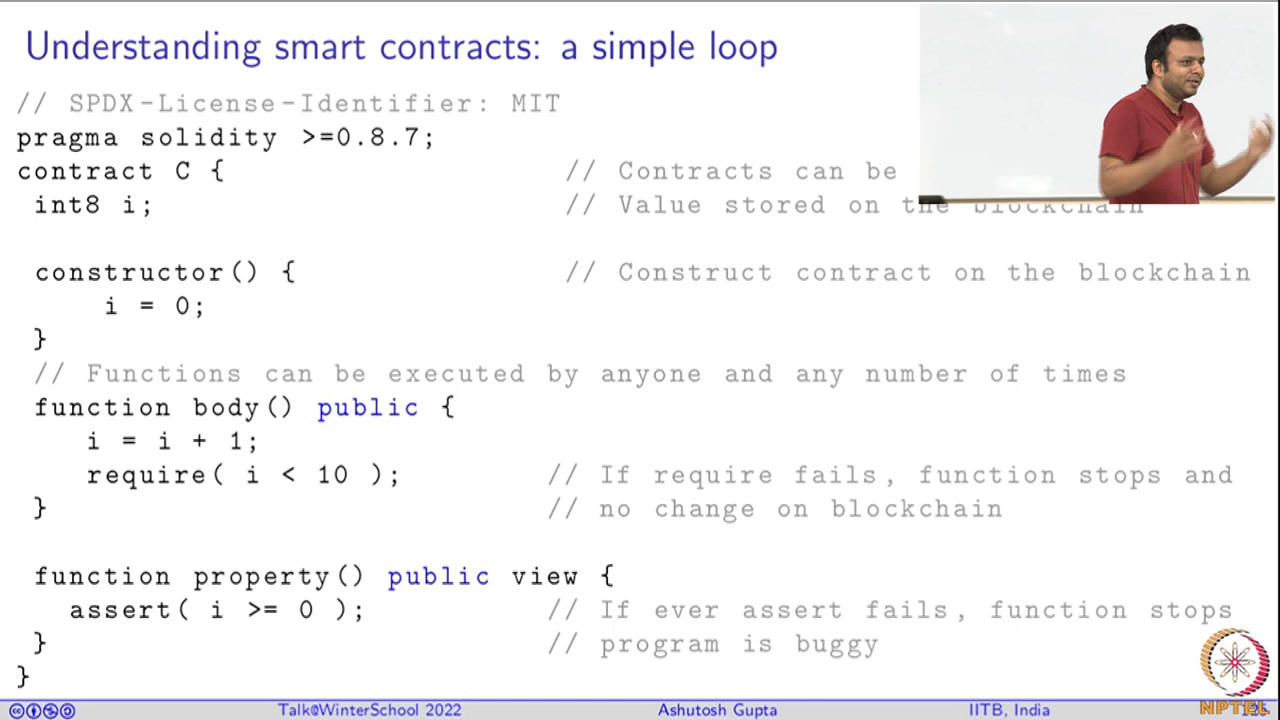 Understanding smart contracts: a simple loop
// SPDX-License-Identifier: MIT
pragma solidity >=0.8.7;
contract C { // Contracts can be
int8 i; // Value stored on the blockchain
constructor() { // Construct contract on the blockchain
i = 0;
}
// Functions can be executed by anyone and any number of times
function body() public {
i = i + 1;
require( i < 10 ); // If require fails, function stops and
} // no change on blockchain
function property() public view {
assert( i >= 0 ); // If ever assert fails, function stops
} // program is buggy
}
Talk@WinterSchool 2022 Ashutosh Gupta IITB, India
NPTEL